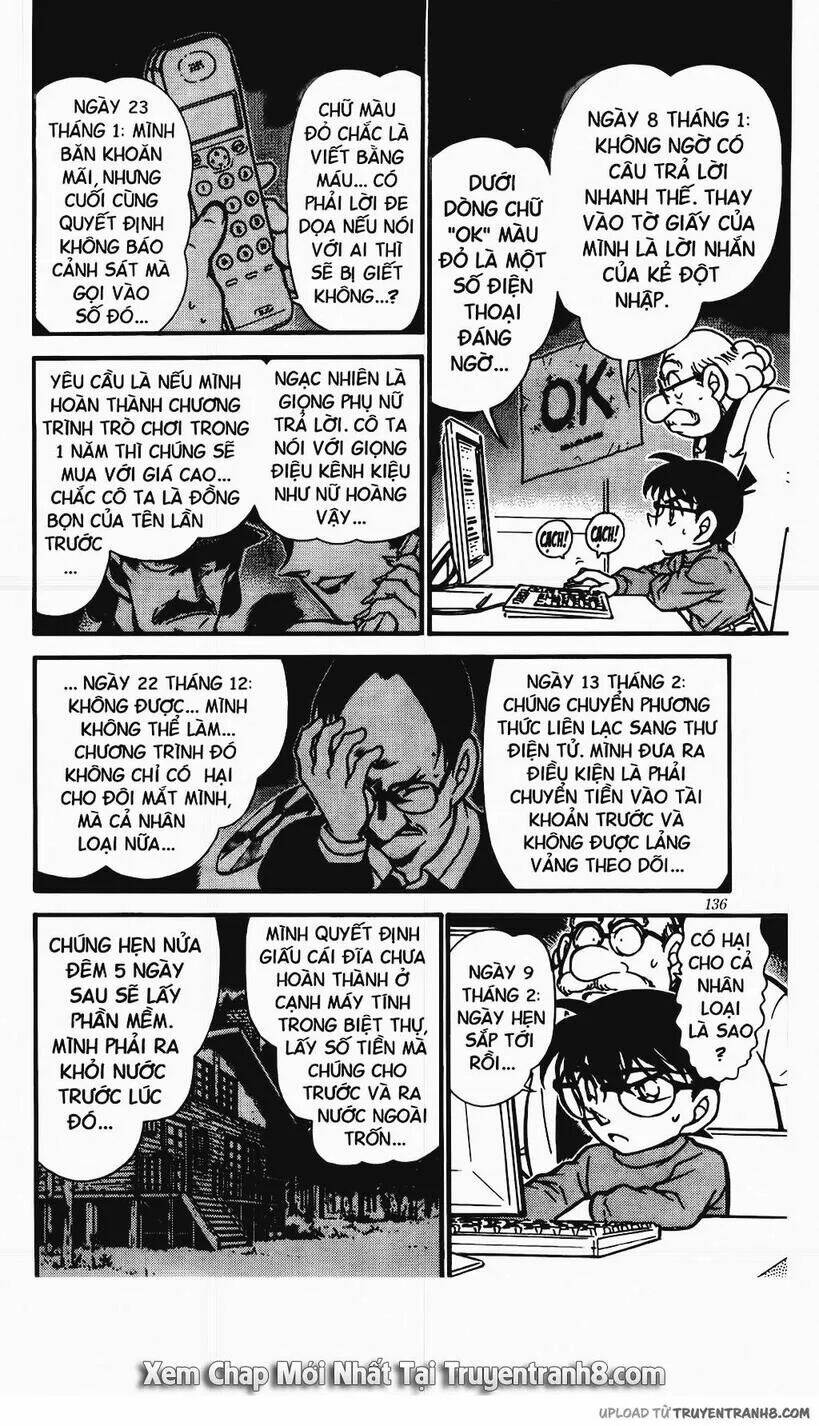 NGÀY 8 THÁNG 1:
KHÔNG NGỜ CÓ
CÂU TRẢ LỜI
NHANH THẾ. THAY
VÀO TỜ GIẤY CỦA
MÌNH LÀ LỜI NHẮN
CỦA KẺ ĐỘT
NHẬP.
DƯỚI
DÒNG CHỮ
"OK" MÀU
ĐỎ LÀ MỘT
SỐ ĐIỆN
THOẠI
ĐÁNG
NGỜ...
OK
CẠCH!
CẠCH!
CHỮ MÀU
ĐỎ CHẮC LÀ
VIẾT BẰNG
MÁU... CÓ
PHẢI LỜI ĐE
DỌA NẾU NÓI
VỚI AI THÌ
SẼ BỊ GIẾT
KHÔNG...?
NGÀY 23
THÁNG 1: MÌNH
BĂN KHOĂN
MÃI, NHƯNG
CUỐI CÙNG
QUYẾT ĐỊNH
KHÔNG BÁO
CẢNH SÁT MÀ
GỌI VÀO
SỐ ĐÓ...
NGẠC NHIÊN LÀ
GIỌNG PHỤ NỮ
TRẢ LỜI. CÔ TA
NÓI VỚI GIỌNG
ĐIỆU KÊNH KIỆU
NHƯ NỮ HOÀNG
VẬY...
YÊU CẦU LÀ NẾU MÌNH
HOÀN THÀNH CHƯƠNG
TRÌNH TRÒ CHƠI TRONG
1 NĂM THÌ CHÚNG SẼ
MUA VỚI GIÁ CAO...
CHẮC CÔ TA LÀ ĐỒNG
BỌN CỦA TÊN LẦN
TRƯỚC
...
NGÀY 13 THÁNG 2:
CHÚNG CHUYỂN PHƯƠNG
THỨC LIÊN LẠC SANG THƯ
ĐIỆN TỬ. MÌNH ĐƯA RA
ĐIỀU KIỆN LÀ PHẢI
CHUYỂN TIỀN VÀO TÀI
KHOẢN TRƯỚC VÀ
KHÔNG ĐƯỢC LẢNG
VẢNG THEO DÕI...
... NGÀY 22 THÁNG 12:
KHÔNG ĐƯỢC... MÌNH
KHÔNG THỂ LÀM...
CHƯƠNG TRÌNH ĐÓ
KHÔNG CHỈ CÓ HẠI
CHO ĐÔI MẮT MÌNH,
MÀ CẢ NHÂN
LOẠI NỮA...
136
CÓ HẠI
CHO CẢ
NHÂN
LOẠI
LÀ SAO
?
NGÀY 9
THÁNG 2:
NGÀY HẸN
SẮP TỚI
RỒI...
MÌNH QUYẾT ĐỊNH
GIẤU CÁI ĐĨA CHƯA
HOÀN THÀNH Ở
CẠNH MÁY TÍNH
TRONG BIỆT THỰ,
LẤY SỐ TIỀN MÀ
CHÚNG CHO
TRƯỚC VÀ RA
NƯỚC NGOÀI
TRỐN...
CHÚNG HẸN NỬA
ĐÊM 5 NGÀY
SAU SẼ LẤY
PHẦN MỀM.
MÌNH PHẢI RA
KHỎI NƯỚC
TRƯỚC LÚC
ĐÓ...
Xem Chap Mới Nhất Tại Truyentranh8.com
UPLOAD TỪ TRUYENTRANH8.COM